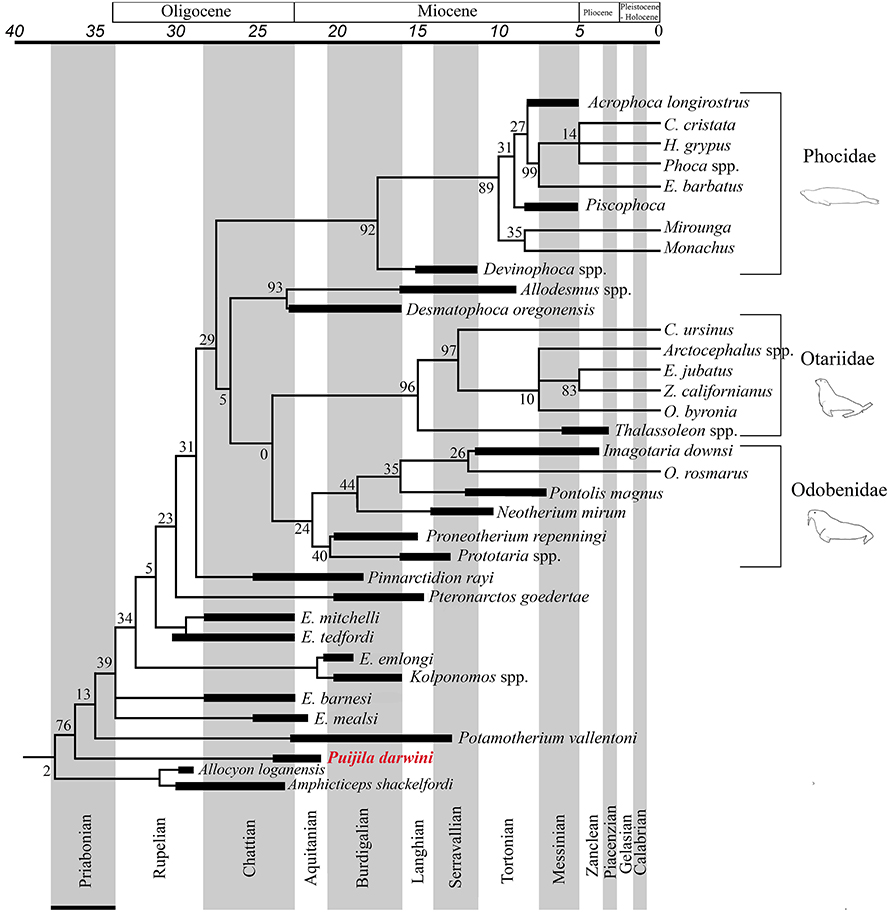 Oligocene Miocene Pliocene Pleistocene
- Holocene
40 35 30 25 20 15 10 5 0
Acrophoca longirostrus
27
C. cristata
14
H. grypus
31
Phocidae
Phoca spp.
99
89
E. barbatus
Piscophoca
92
35
Mirounga
Monachus
Devinophoca spp.
93
Allodesmus spp.
Desmatophoca oregonensis
C. ursinus
29
97
Arctocephalus spp.
Otariidae
E. jubatus
96
83
Z. californianus
5
10
O. byronia
Thalassoleon spp.
31
0
26
Imagotaria downsi
35
O. rosmarus
44
Odobenidae
Pontolis magnus
Neotherium mirum
23
24
Proneotherium repenningi
40
Prototaria spp.
5
Pinnarctidion rayi
Pteronarctos goedertae
34
E. mitchelli
E. tedfordi
E. emlongi
39
Kolponomos spp.
13
E. barnesi
E. mealsi
76
Potamotherium vallentoni
Puijila darwini
2
Allocyon loganensis
Amphicticeps shackelfordi
Priabonian
Rupelian
Chattian
Aquitanian
Burdigalian
Langhian
Serravallian
Tortonian
Messinian
Zanclean
Piacenzian
Gelasian
Calabrian